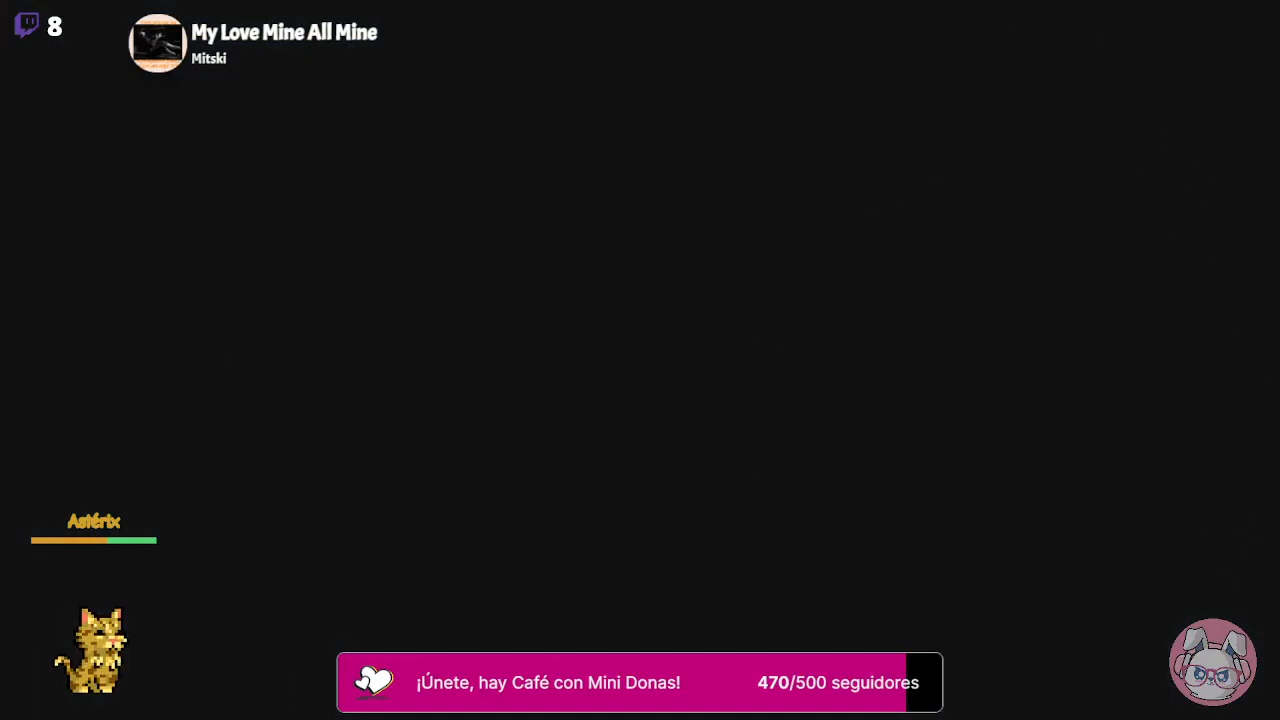 8
My Love Mine All Mine
Mitski
Astérix
¡Únete, hay Café con Mini Donas! 470/500 seguidores